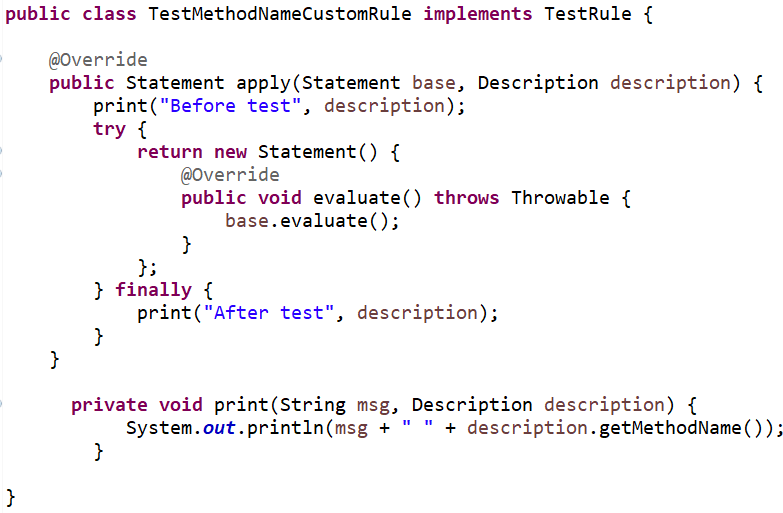 public class TestMethodNameCustomRule implements TestRule {
@Override
public Statement apply(Statement base, Description description) {
print("Before test", description);
try {
return new Statement() {
@Override
public void evaluate() throws Throwable {
base.evaluate();
}
};
} finally {
print("After test", description);
}
}
private void print(String msg, Description description) {
System.out.println(msg + " " + description.getMethodName());
}
}